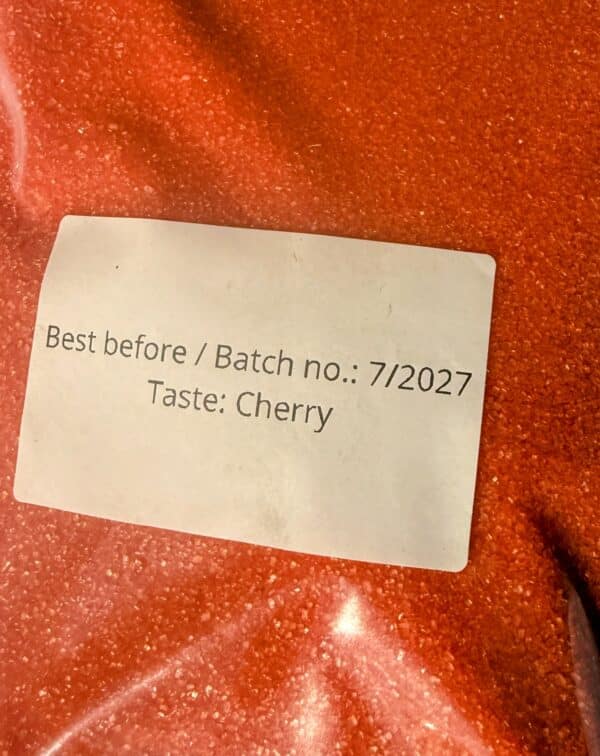 Best before / Batch no.: 7/2027
Taste: Cherry